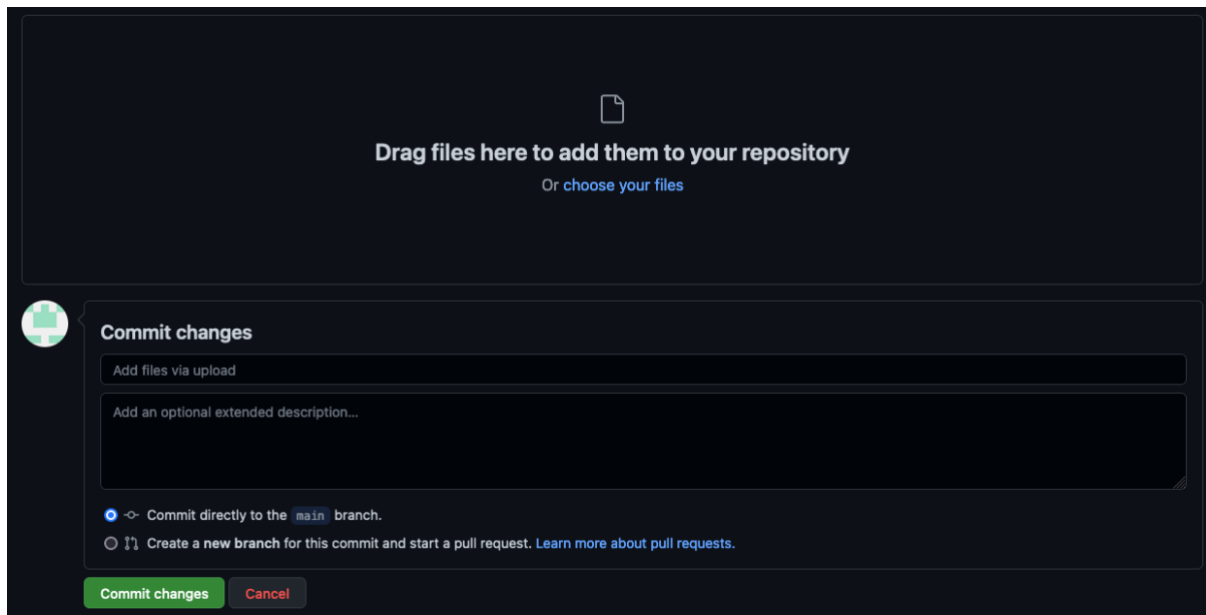 Drag files here to add them to your repository
Or choose your files
Commit changes
Add files via upload
Add an optional extended description...
Commit directly to the main branch.
Create a new branch for this commit and start a pull request. Learn more about pull requests.
Commit changes
Cancel